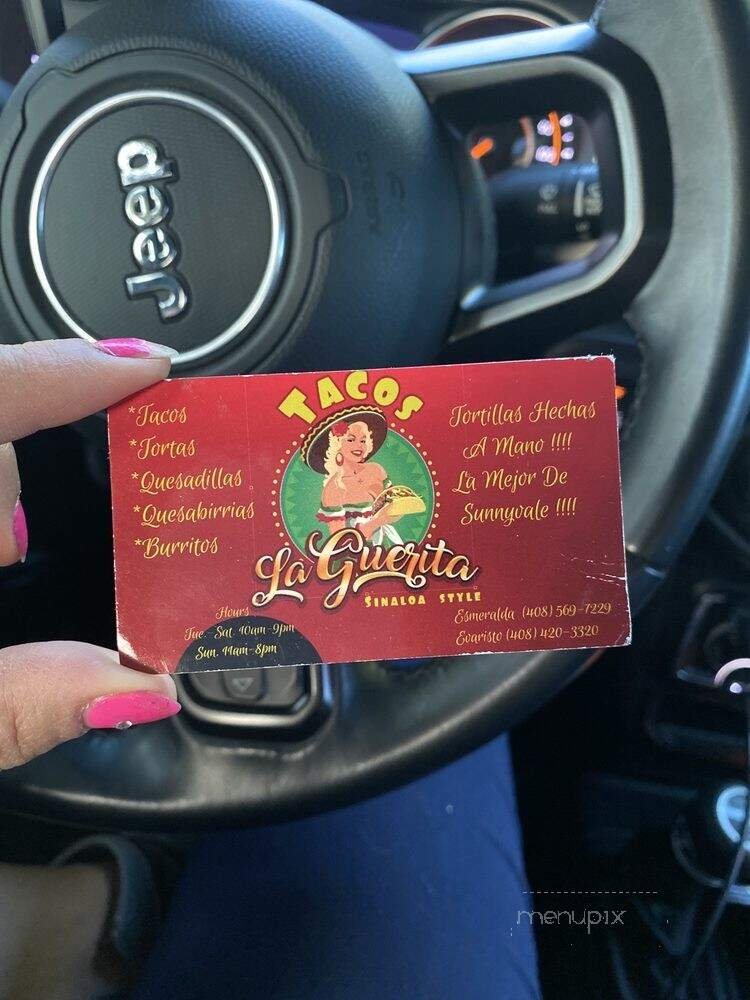 Jeep
TACOS
*Tacos
*Tortas
*Quesadillas
*Quesabirrias
*Burritos
Tortillas Hechas
A Mano !!!!
La Mejor De
Sunnyvale !!!!
La Guerita
SINALOA STYLE
Hours
Tue.- Sat. 10am-9pm
Sun. 11am-8pm
Esmeralda (408) 569-7229
Evaristo (408) 420-3320
menupix